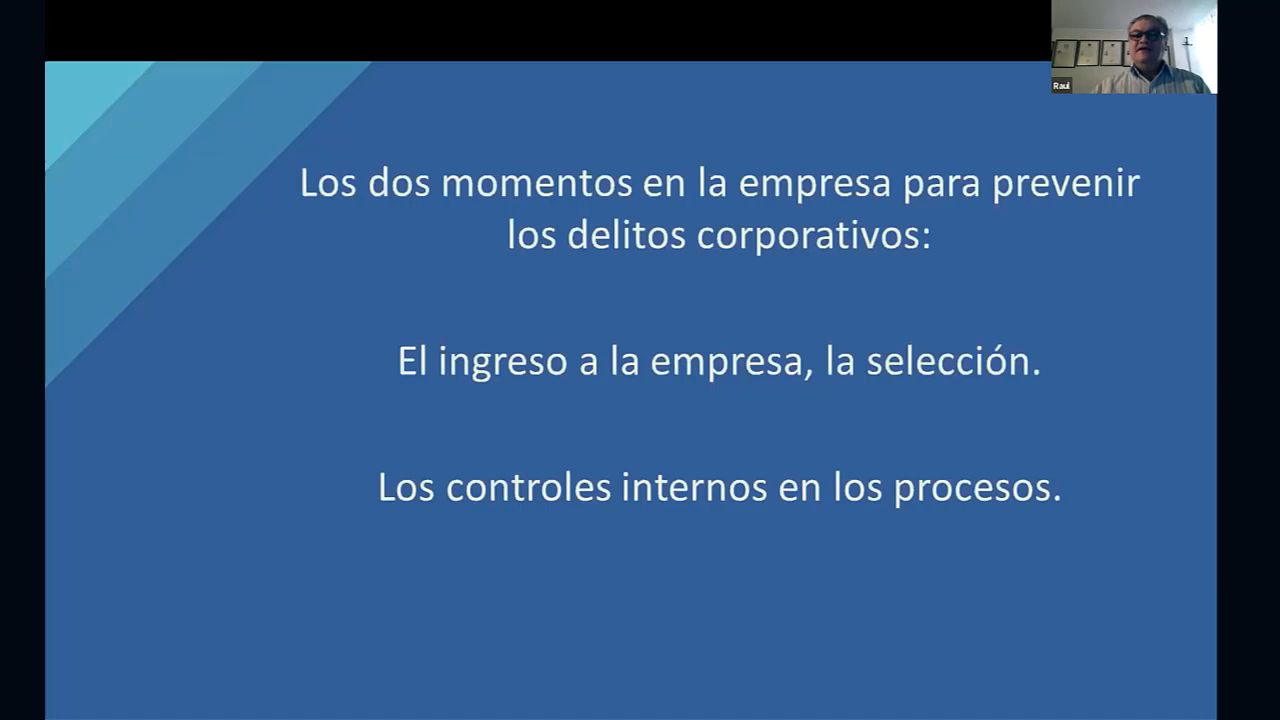 Raul
Los dos momentos en la empresa para prevenir
los delitos corporativos:
El ingreso a la empresa, la selección.
Los controles internos en los procesos.